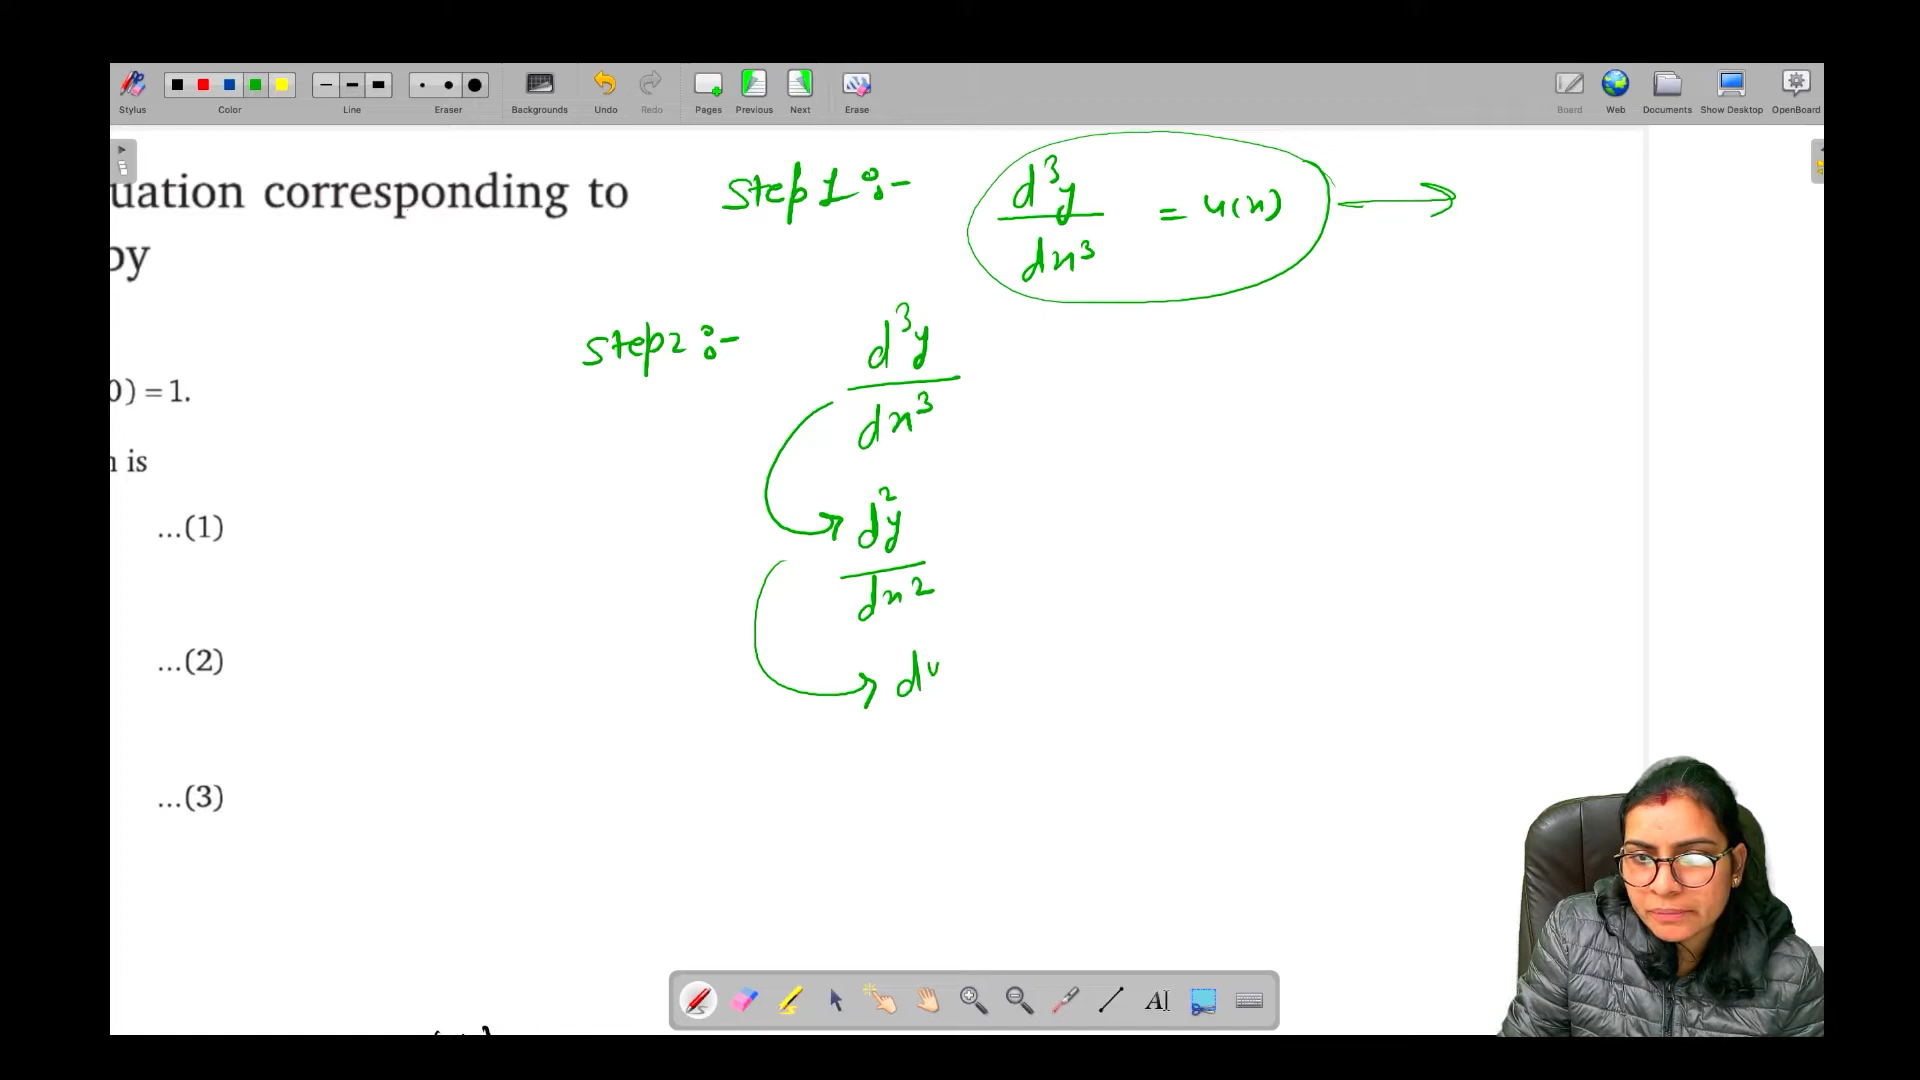 Stylus Color Line Eraser Backgrounds Undo Redo Pages Previous Next Erase Board Web Documents Show Desktop OpenBoard
uation corresponding to
by
0) = 1.
n is
...(1)
...(2)
...(3)
Step 1 :- d³y/dx³ = u(x) →
Step 2 :- d³y/dx³
d²y/dx²
AI